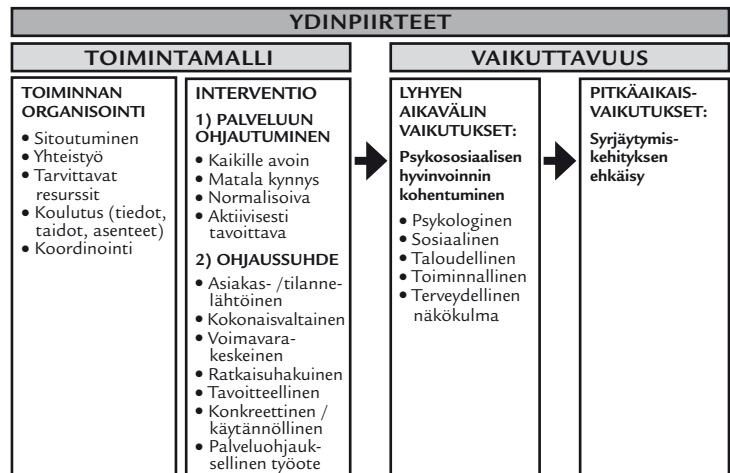 YDINPIIRTEET
TOIMINTAMALLI
VAIKUTTAVUUS
TOIMINNAN
ORGANISOINTI
• Sitoutuminen
• Yhteistyö
• Tarvittavat
resurssit
• Koulutus (tiedot,
taidot, asenteet)
• Koordinointi
INTERVENTIO
1) PALVELUUN
OHJAUTUMINEN
• Kaikille avoin
• Matala kynnys
• Normalisoiva
• Aktiivisesti
tavoittava
2) OHJAUSSUHDE
• Asiakas- /tilanne-
lähtöinen
• Kokonaisvaltainen
• Voimavara-
keskeinen
• Ratkaisuhakuinen
• Tavoitteellinen
• Konkreettinen /
käytännöllinen
• Palveluohjauk-
sellinen työote
LYHYEN
AIKAVÄLIN
VAIKUTUKSET:
Psykososiaalisen
hyvinvoinnin
kohentuminen
• Psykologinen
• Sosiaalinen
• Taloudellinen
• Toiminnallinen
• Terveydellinen
näkökulma
PITKÄAIKAIS-
VAIKUTUKSET:
Syrjäytymis-
kehityksen
ehkäisy